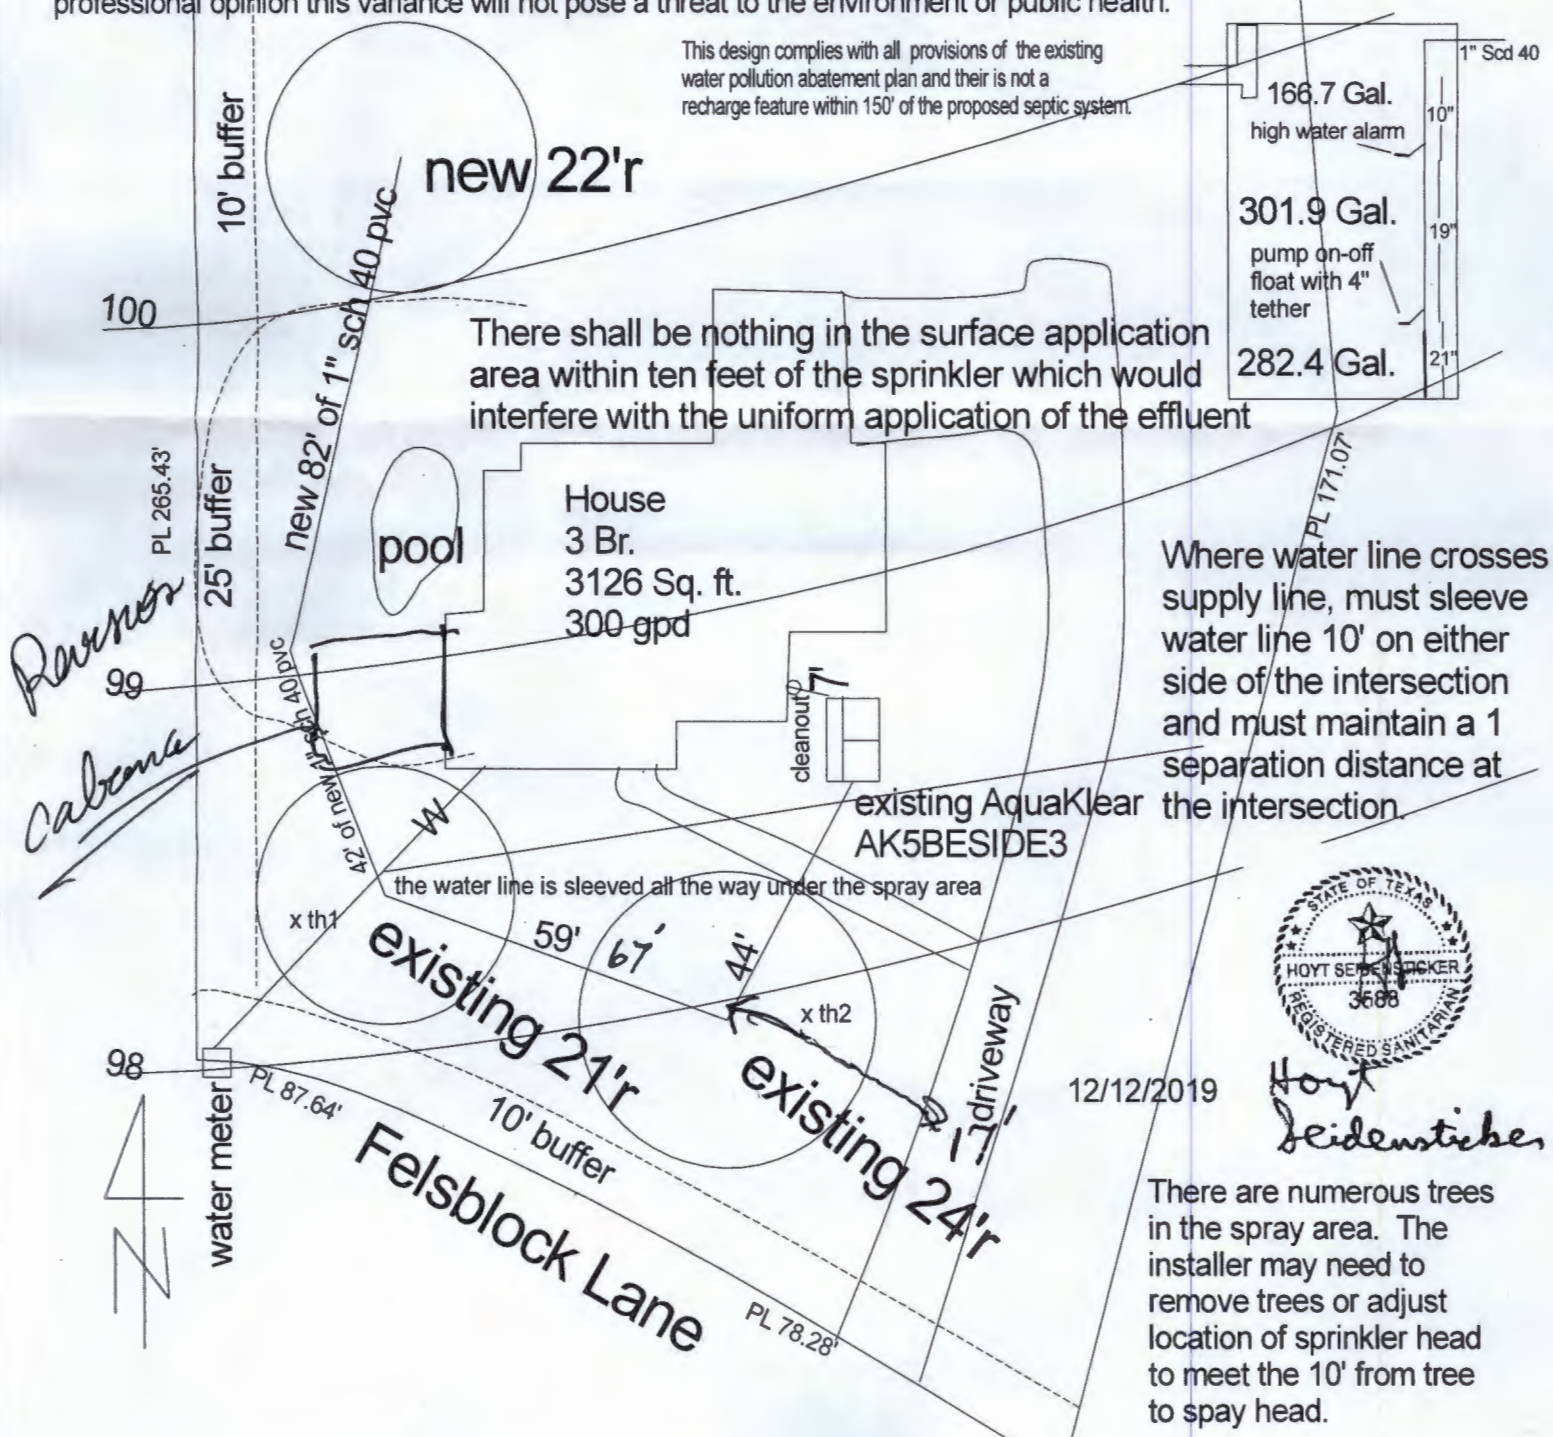 professional opinion this variance will not pose a threat to the environment or public health.
This design complies with all provisions of the existing
water pollution abatement plan and their is not a
recharge feature within 150' of the proposed septic system.
1" Scd 40
166.7 Gal.
10"
high water alarm
301.9 Gal.
19"
pump on-off
float with 4"
tether
282.4 Gal.
21"
10' buffer
new 22'r
new 82' of 1" sch 40 pvc
100
There shall be nothing in the surface application
area within ten feet of the sprinkler which would
interfere with the uniform application of the effluent
PL 265.43'
25' buffer
pool
House
3 Br.
3126 Sq. ft.
300 gpd
PL 171.07'
Where water line crosses
supply line, must sleeve
water line 10' on either
side of the intersection
and must maintain a 1
separation distance at
the intersection.
99
Cabana
42' of new 1" sch 40 pvc
cleanout
7'
existing AquaKlear
AK5BESIDE3
W
the water line is sleeved all the way under the spray area
x th1
59'
67'
44'
x th2
existing 21'r
existing 24'r
driveway
98
water meter
PL 87.64'
10' buffer
Felsblock Lane
PL 78.28'
N
STATE OF TEXAS
HOYT SEIDENSTICKER
3588
REGISTERED SANITARIAN
12/12/2019
Hoyt
Seidensticker
There are numerous trees
in the spray area. The
installer may need to
remove trees or adjust
location of sprinkler head
to meet the 10' from tree
to spay head.